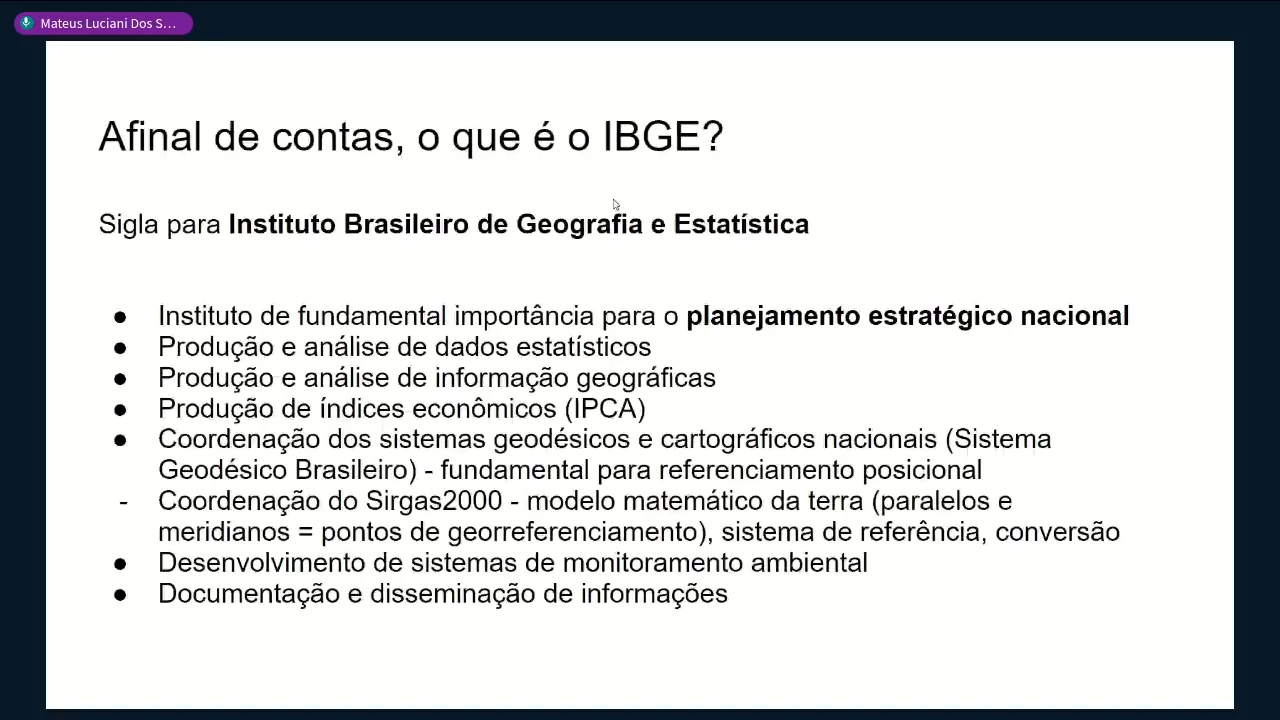 Mateus Luciani Dos S...
Afinal de contas, o que é o IBGE?
Sigla para Instituto Brasileiro de Geografia e Estatística
● Instituto de fundamental importância para o planejamento estratégico nacional
● Produção e análise de dados estatísticos
● Produção e análise de informação geográficas
● Produção de índices econômicos (IPCA)
● Coordenação dos sistemas geodésicos e cartográficos nacionais (Sistema
Geodésico Brasileiro) - fundamental para referenciamento posicional
- Coordenação do Sirgas2000 - modelo matemático da terra (paralelos e
meridianos = pontos de georreferenciamento), sistema de referência, conversão
● Desenvolvimento de sistemas de monitoramento ambiental
● Documentação e disseminação de informações